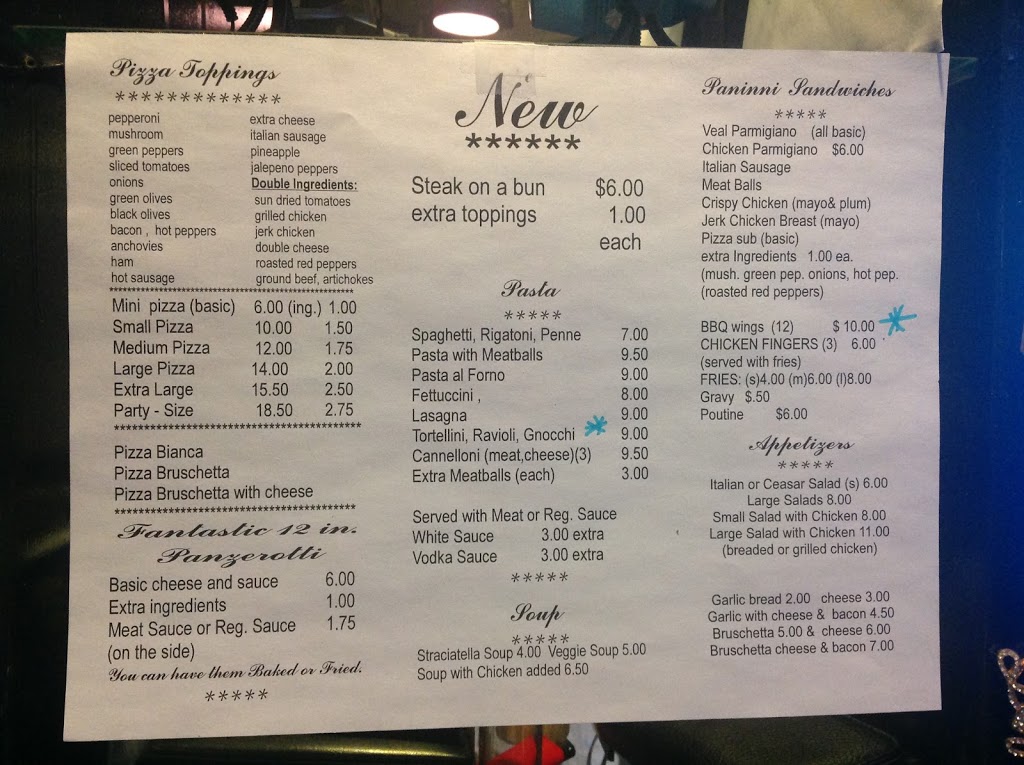 Pizza Toppings
*************
pepperoni
mushroom
green peppers
sliced tomatoes
onions
green olives
black olives
bacon , hot peppers
anchovies
ham
hot sausage
extra cheese
italian sausage
pineapple
jalepeno peppers
Double Ingredients:
sun dried tomatoes
grilled chicken
jerk chicken
double cheese
roasted red peppers
ground beef, artichokes
Mini pizza (basic) 6.00 (ing.) 1.00
Small Pizza 10.00 1.50
Medium Pizza 12.00 1.75
Large Pizza 14.00 2.00
Extra Large 15.50 2.50
Party - Size 18.50 2.75
Pizza Bianca
Pizza Bruschetta
Pizza Bruschetta with cheese
Fantastic 12 in.
Panzerotti
Basic cheese and sauce 6.00
Extra ingredients 1.00
Meat Sauce or Reg. Sauce 1.75
(on the side)
You can have them Baked or Fried.
*****
New
******
Steak on a bun $6.00
extra toppings 1.00
each
Pasta
*****
Spaghetti, Rigatoni, Penne 7.00
Pasta with Meatballs 9.50
Pasta al Forno 9.00
Fettuccini , 8.00
Lasagna 9.00
Tortellini, Ravioli, Gnocchi * 9.00
Cannelloni (meat,cheese)(3) 9.50
Extra Meatballs (each) 3.00
Served with Meat or Reg. Sauce
White Sauce 3.00 extra
Vodka Sauce 3.00 extra
*****
Soup
*****
Straciatella Soup 4.00 Veggie Soup 5.00
Soup with Chicken added 6.50
Paninni Sandwiches
*****
Veal Parmigiano (all basic)
Chicken Parmigiano $6.00
Italian Sausage
Meat Balls
Crispy Chicken (mayo& plum)
Jerk Chicken Breast (mayo)
Pizza sub (basic)
extra Ingredients 1.00 ea.
(mush. green pep. onions, hot pep.
(roasted red peppers)
BBQ wings (12) $ 10.00 *
CHICKEN FINGERS (3) 6.00
(served with fries)
FRIES: (s)4.00 (m)6.00 (l)8.00
Gravy $.50
Poutine $6.00
Appetizers
*****
Italian or Ceasar Salad (s) 6.00
Large Salads 8.00
Small Salad with Chicken 8.00
Large Salad with Chicken 11.00
(breaded or grilled chicken)
Garlic bread 2.00 cheese 3.00
Garlic with cheese & bacon 4.50
Bruschetta 5.00 & cheese 6.00
Bruschetta cheese & bacon 7.00